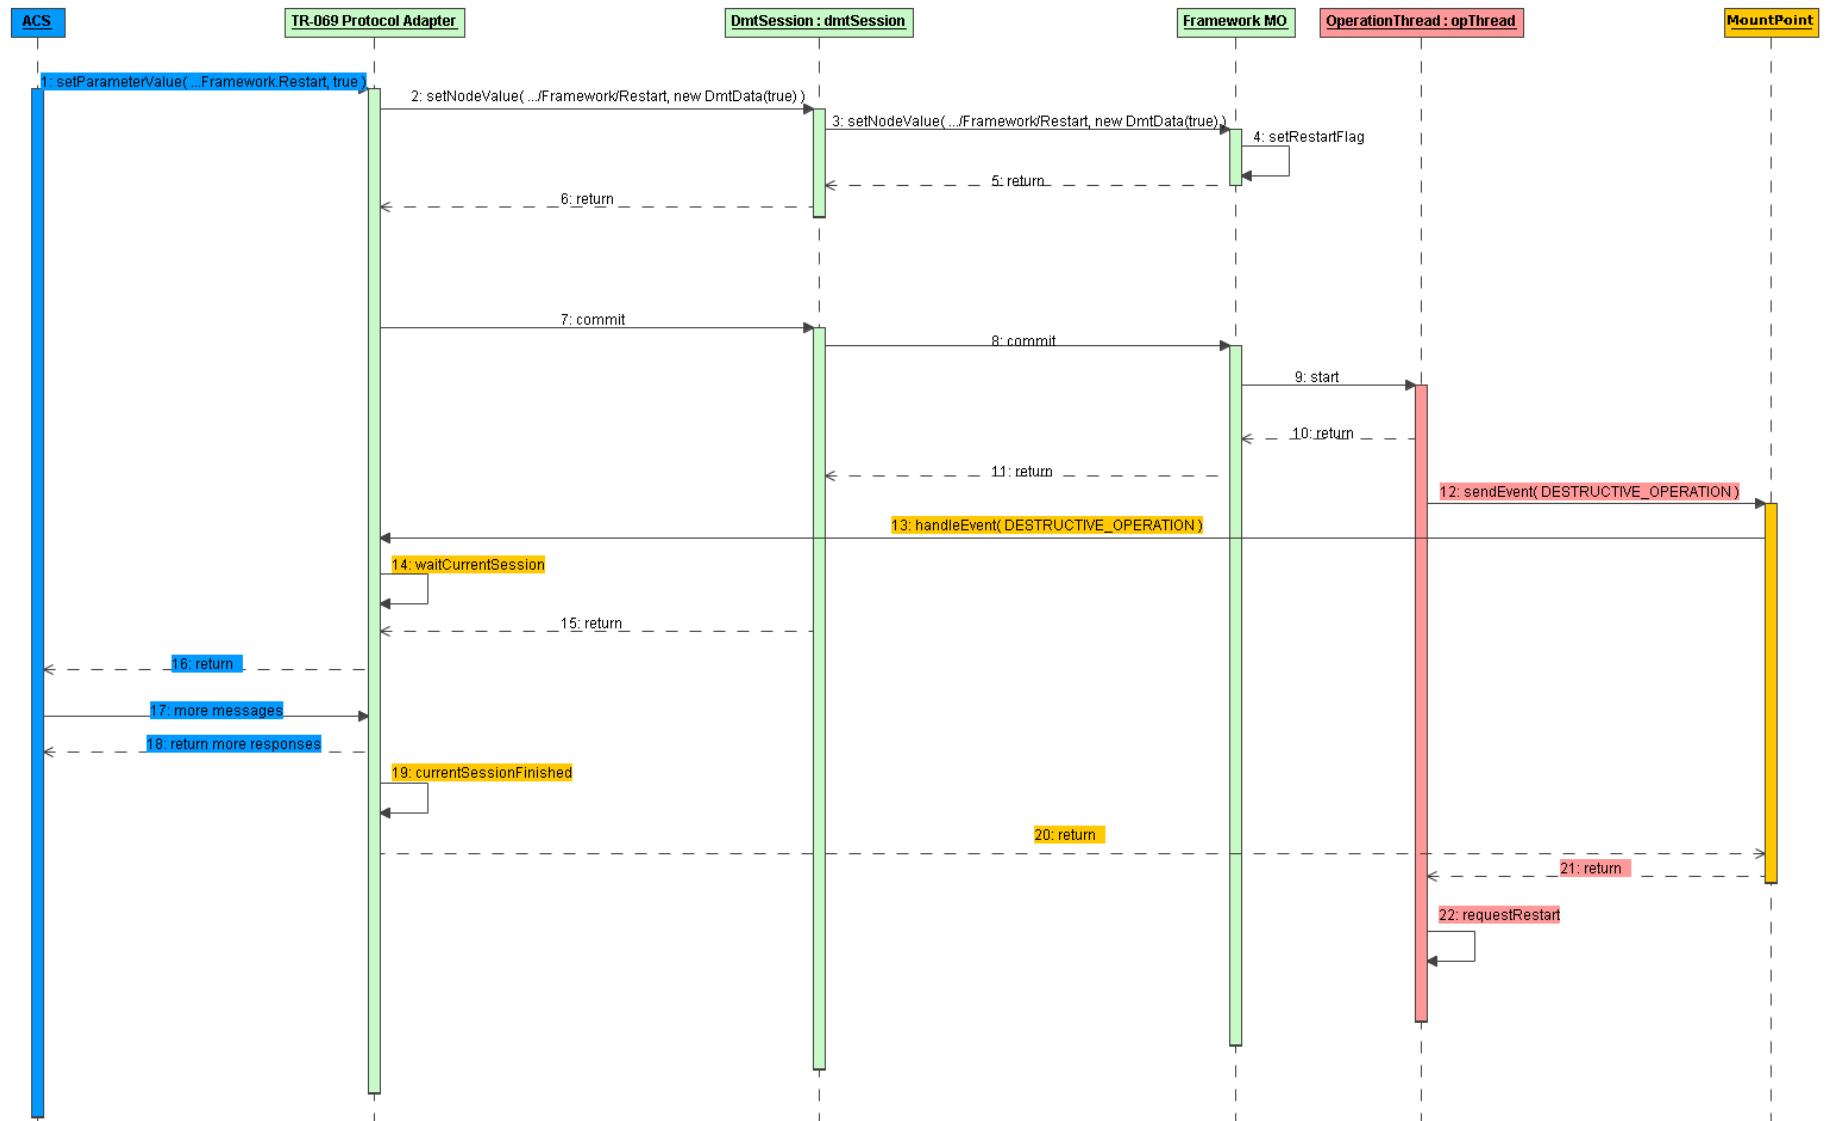 ACS
TR-069 Protocol Adapter
DmtSession : dmtSession
Framework MO
OperationThread : opThread
MountPoint
1: setParameterValue( ...Framework.Restart, true )
2: setNodeValue( .../Framework/Restart, new DmtData(true) )
3: setNodeValue( .../Framework/Restart, new DmtData(true) )
4: setRestartFlag
5: return
6: return
7: commit
8: commit
9: start
10: return
11: return
12: sendEvent( DESTRUCTIVE_OPERATION )
13: handleEvent( DESTRUCTIVE_OPERATION )
14: waitCurrentSession
15: return
16: return
17: more messages
18: return more responses
19: currentSessionFinished
20: return
21: return
22: requestRestart